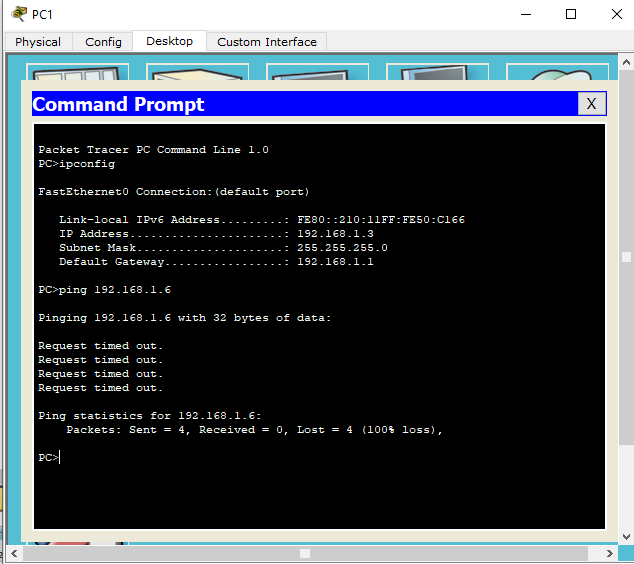 PC1
Physical Config Desktop Custom Interface
Command Prompt X
Packet Tracer PC Command Line 1.0
PC>ipconfig
FastEthernet0 Connection:(default port)
Link-local IPv6 Address.........: FE80::210:11FF:FE50:C166
IP Address......................: 192.168.1.3
Subnet Mask.....................: 255.255.255.0
Default Gateway.................: 192.168.1.1
PC>ping 192.168.1.6
Pinging 192.168.1.6 with 32 bytes of data:
Request timed out.
Request timed out.
Request timed out.
Request timed out.
Ping statistics for 192.168.1.6:
Packets: Sent = 4, Received = 0, Lost = 4 (100% loss),
PC>